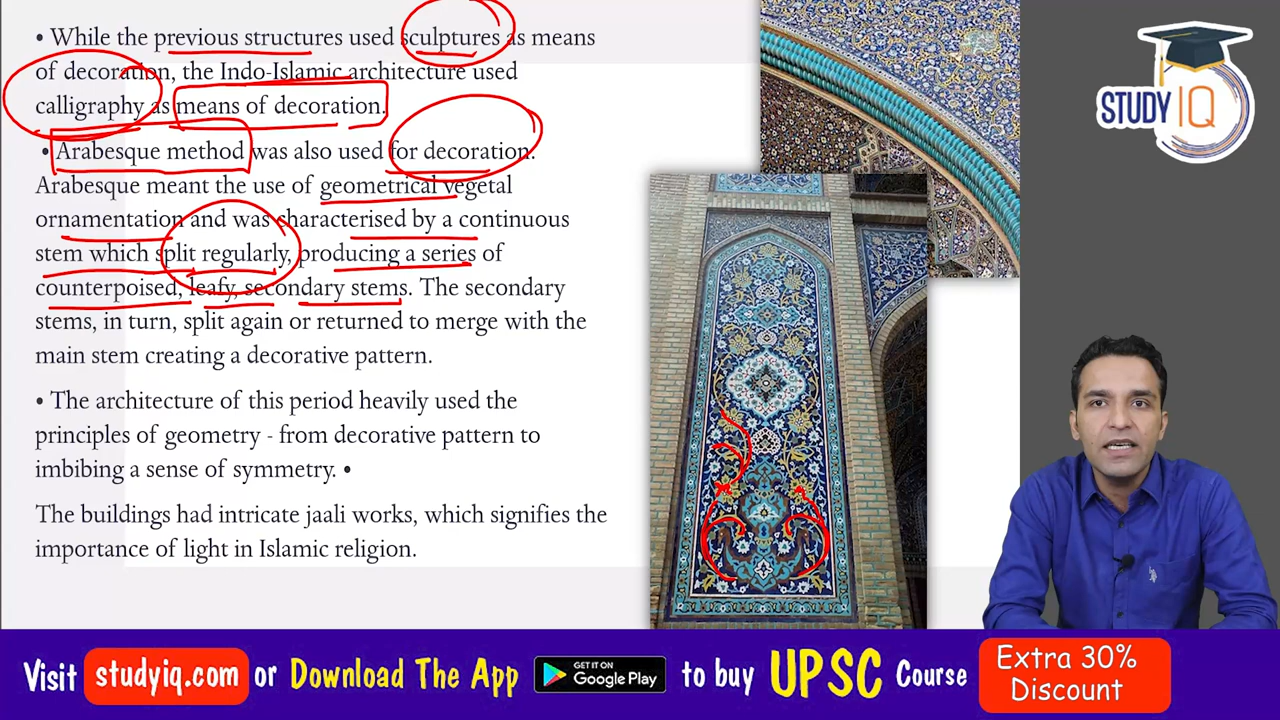 • While the previous structures used sculptures as means
of decoration, the Indo-Islamic architecture used
calligraphy as means of decoration.
• Arabesque method was also used for decoration.
Arabesque meant the use of geometrical vegetal
ornamentation and was characterised by a continuous
stem which split regularly, producing a series of
counterpoised, leafy, secondary stems. The secondary
stems, in turn, split again or returned to merge with the
main stem creating a decorative pattern.
• The architecture of this period heavily used the
principles of geometry - from decorative pattern to
imbibing a sense of symmetry. •
The buildings had intricate jaali works, which signifies the
importance of light in Islamic religion.
STUDY IQ
Visit studyiq.com or Download The App GET IT ON Google Play to buy UPSC Course
Extra 30%
Discount